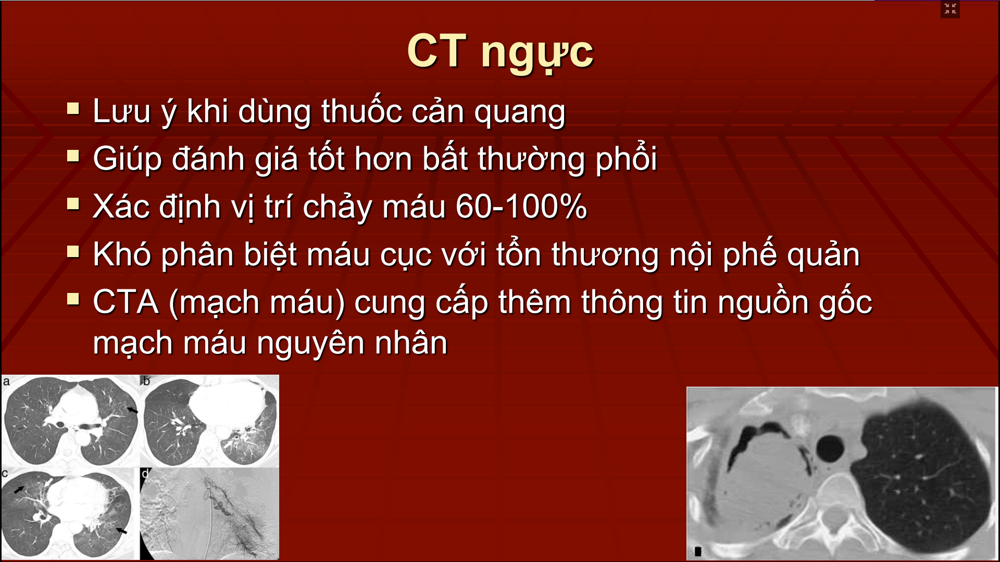 CT ngực
Lưu ý khi dùng thuốc cản quang
Giúp đánh giá tốt hơn bất thường phổi
Xác định vị trí chảy máu 60-100%
Khó phân biệt máu cục với tổn thương nội phế quản
CTA (mạch máu) cung cấp thêm thông tin nguồn gốc
mạch máu nguyên nhân
a
b
c
d